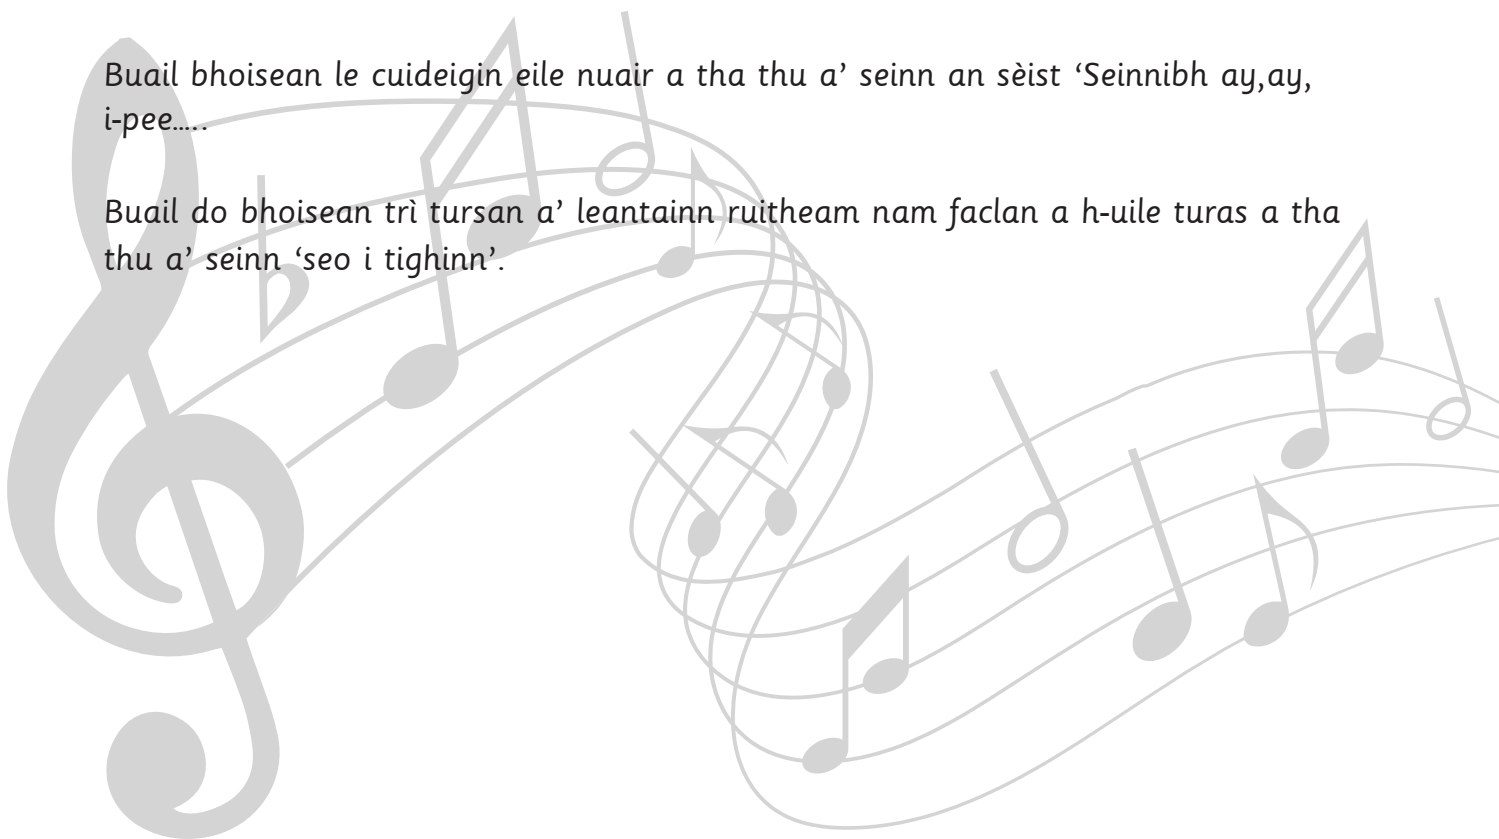 Buail bhoisean le cuideigin eile nuair a tha thu a’ seinn an sèist ‘Seinnibh ay,ay,
i-pee…..
Buail do bhoisean trì tursan a’ leantainn ruitheam nam faclan a h-uile turas a tha
thu a’ seinn ‘seo i tighinn’.